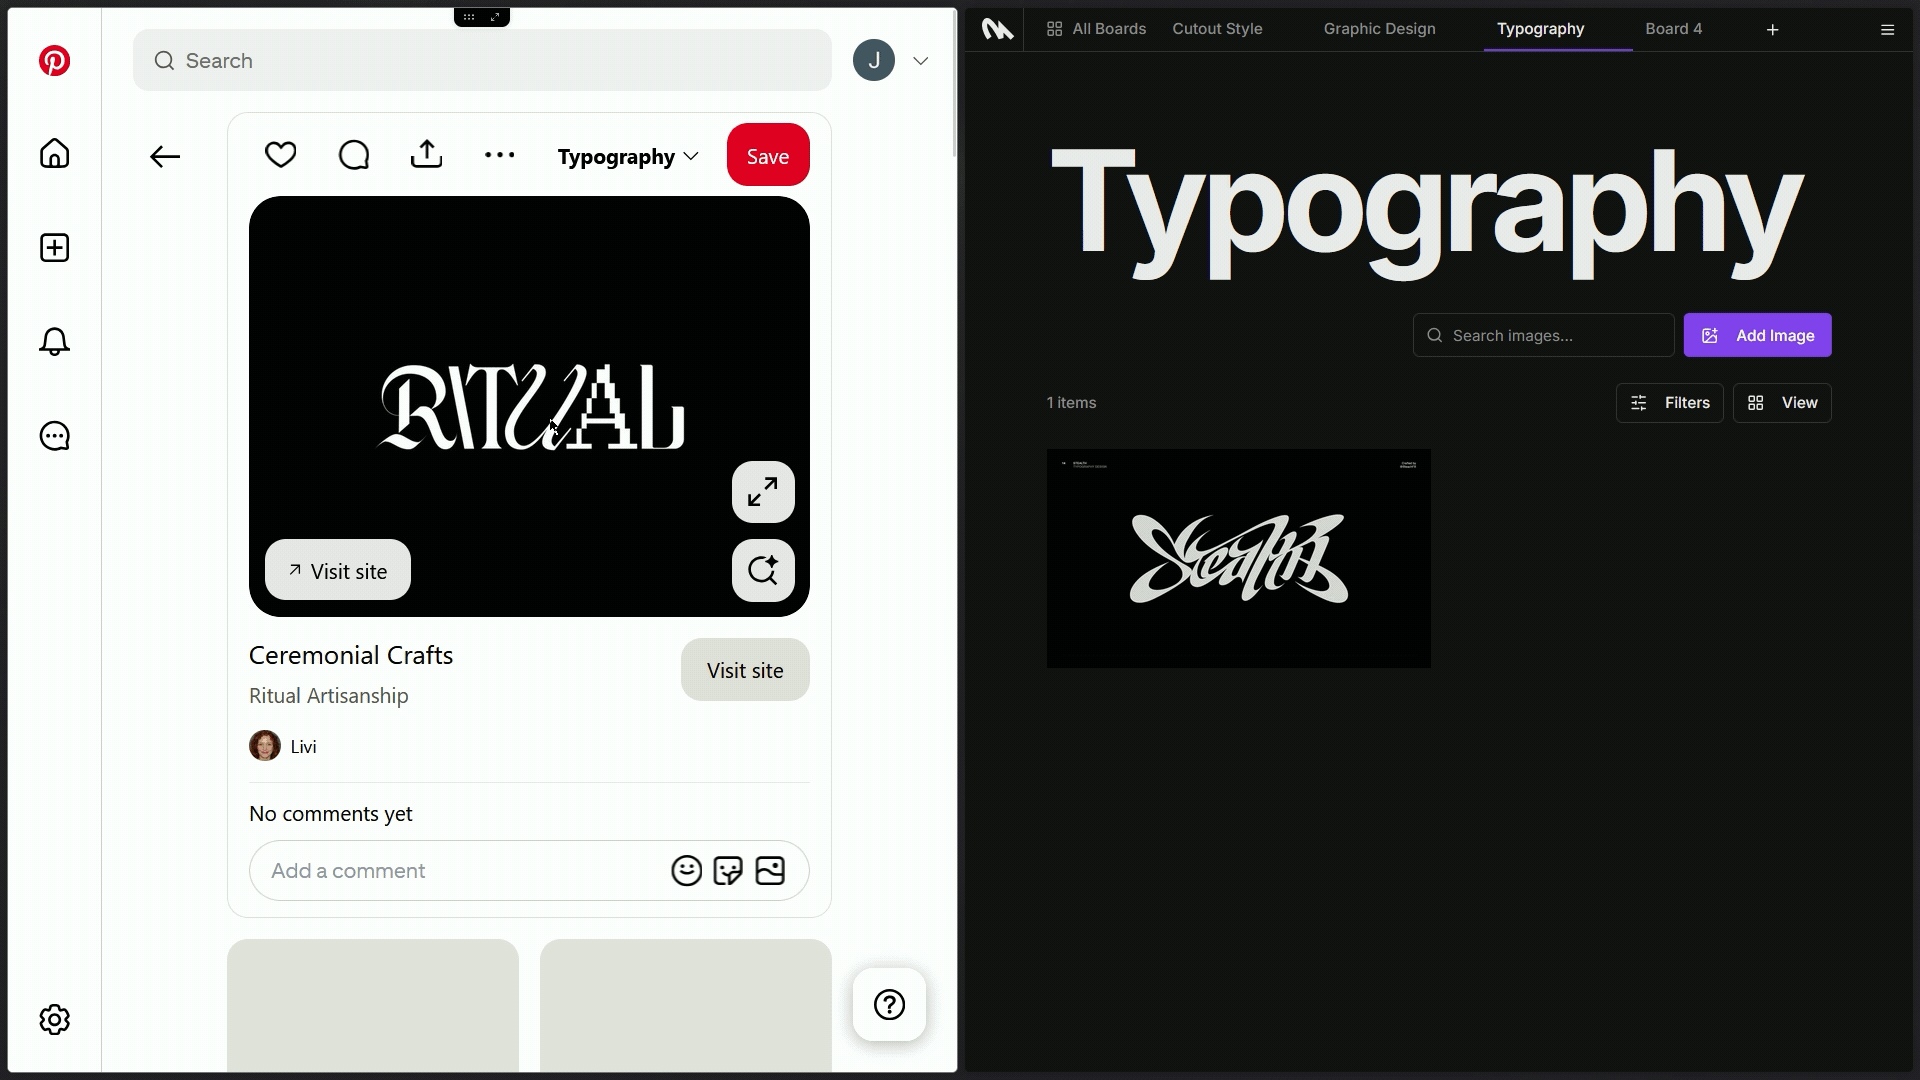 Search
J
Typography
Save
RITUAL
Visit site
Ceremonial Crafts
Visit site
Ritual Artisanship
Livi
No comments yet
Add a comment
All Boards
Cutout Style
Graphic Design
Typography
Board 4
Typography
Search images...
Add Image
1 items
Filters
View
Stealth